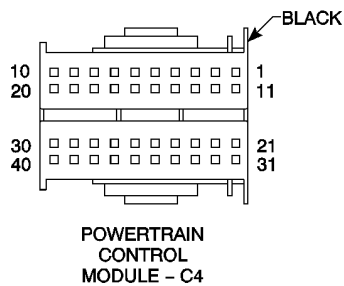 BLACK
10 1
20 11
30 21
40 31
POWERTRAIN
CONTROL
MODULE - C4